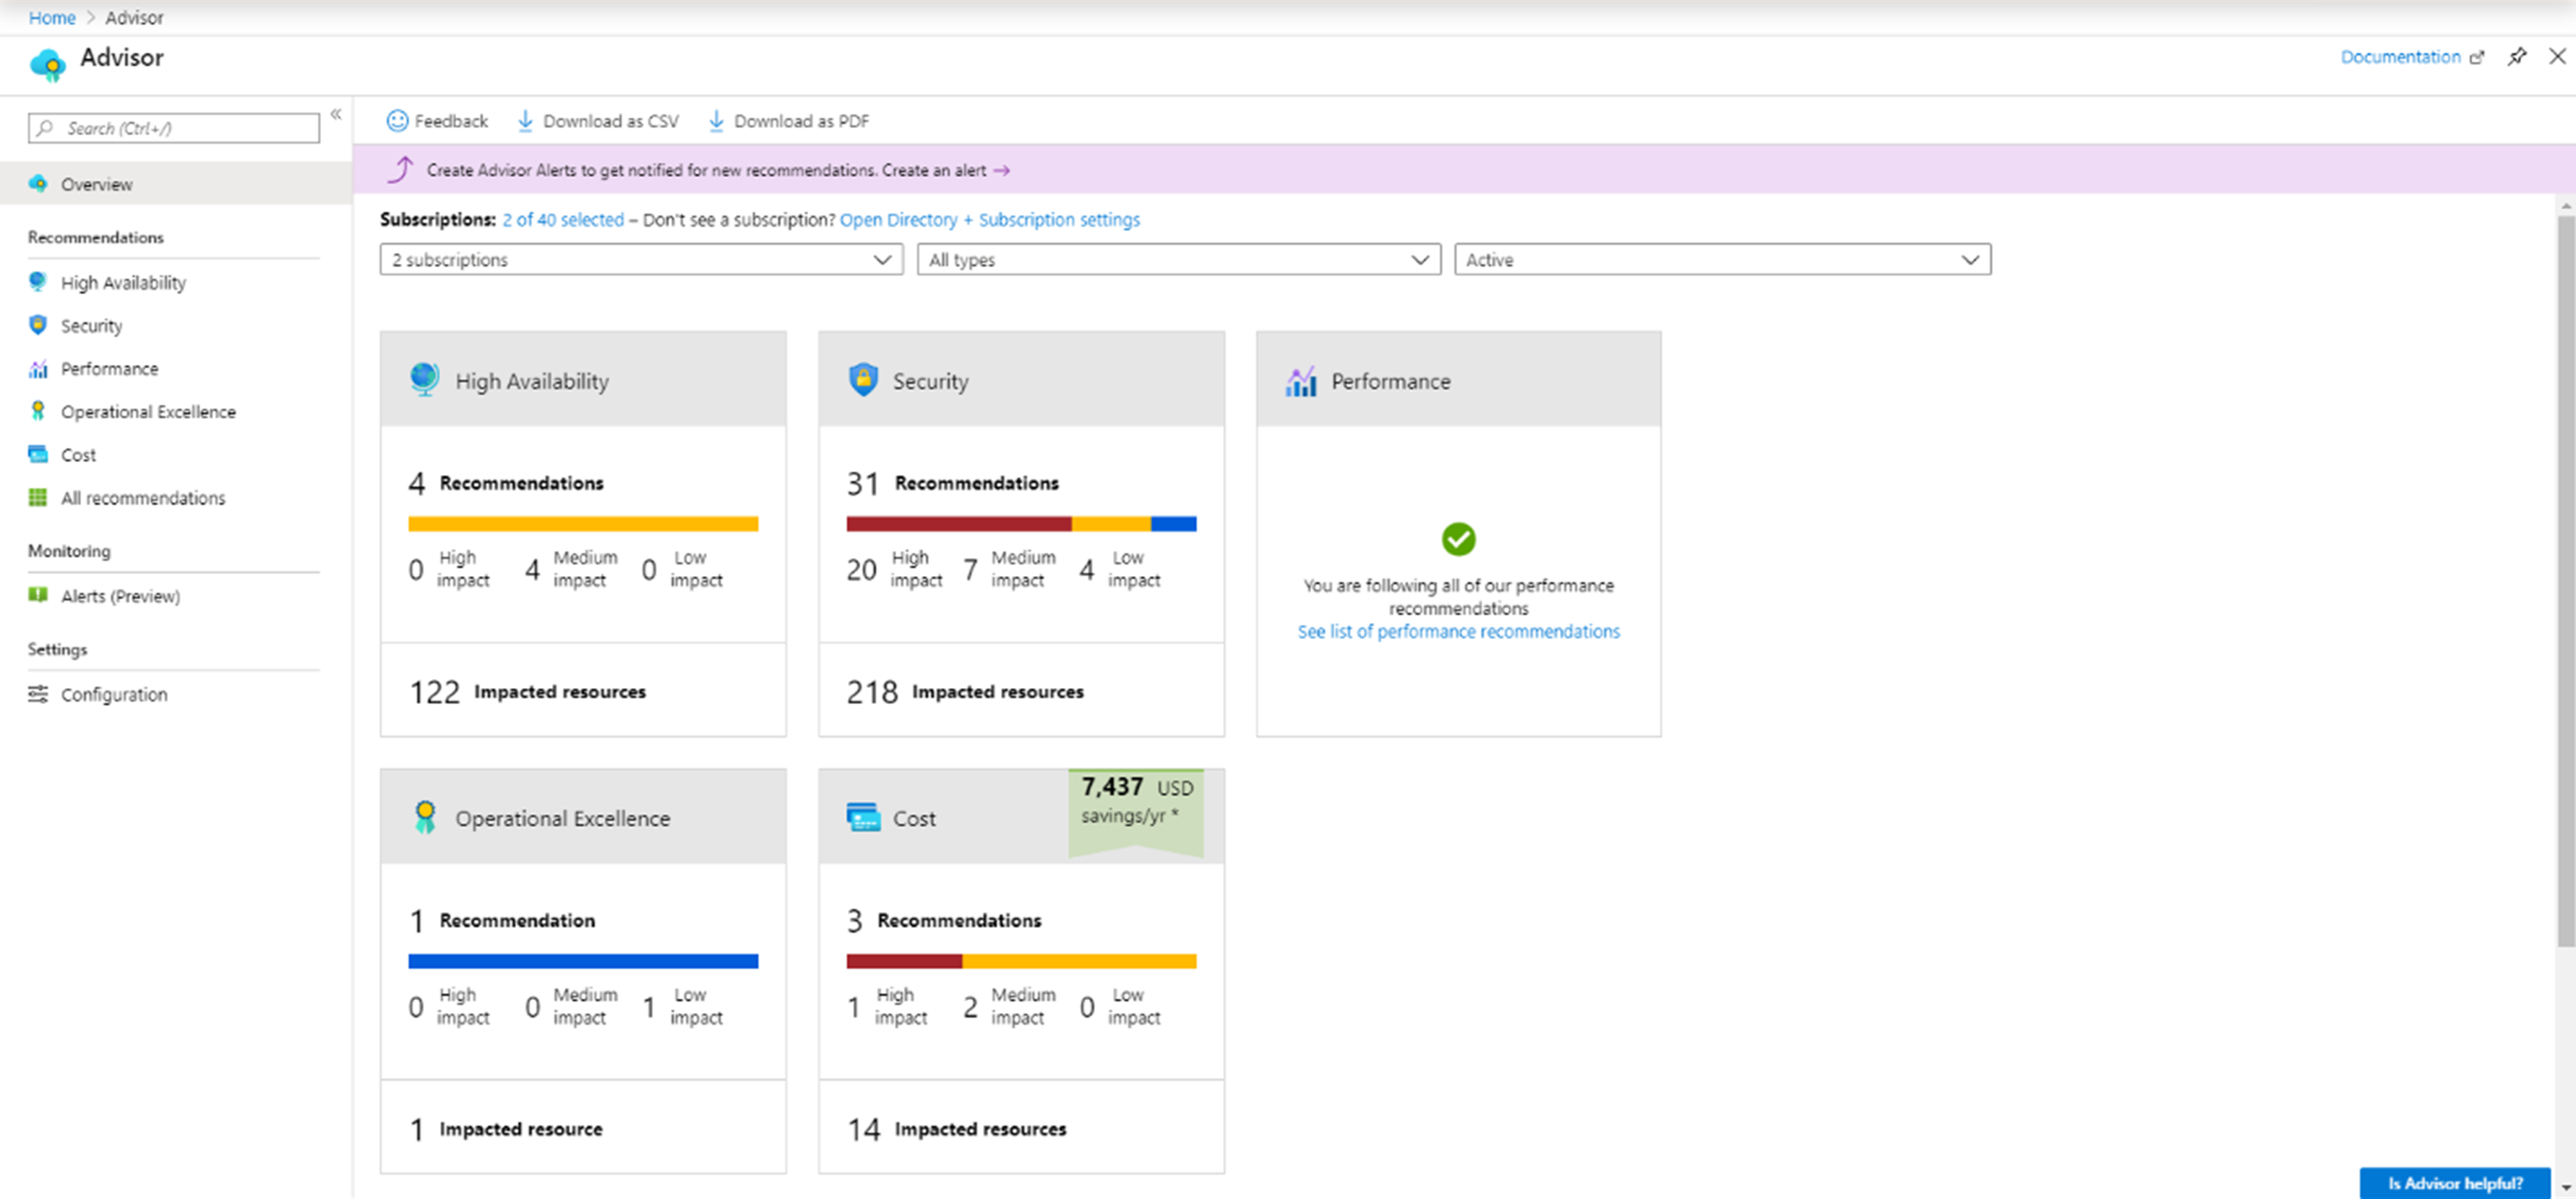 Home > Advisor
Advisor
Documentation
Search (Ctrl+/)
«
Overview
Recommendations
High Availability
Security
Performance
Operational Excellence
Cost
All recommendations
Monitoring
Alerts (Preview)
Settings
Configuration
Feedback
Download as CSV
Download as PDF
Create Advisor Alerts to get notified for new recommendations. Create an alert →
Subscriptions: 2 of 40 selected – Don't see a subscription? Open Directory + Subscription settings
2 subscriptions
All types
Active
High Availability
4 Recommendations
0 High impact 4 Medium impact 0 Low impact
122 Impacted resources
Security
31 Recommendations
20 High impact 7 Medium impact 4 Low impact
218 Impacted resources
Performance
You are following all of our performance
recommendations
See list of performance recommendations
Operational Excellence
1 Recommendation
0 High impact 0 Medium impact 1 Low impact
1 Impacted resource
Cost
7,437 USD
savings/yr *
3 Recommendations
1 High impact 2 Medium impact 0 Low impact
14 Impacted resources
Is Advisor helpful?